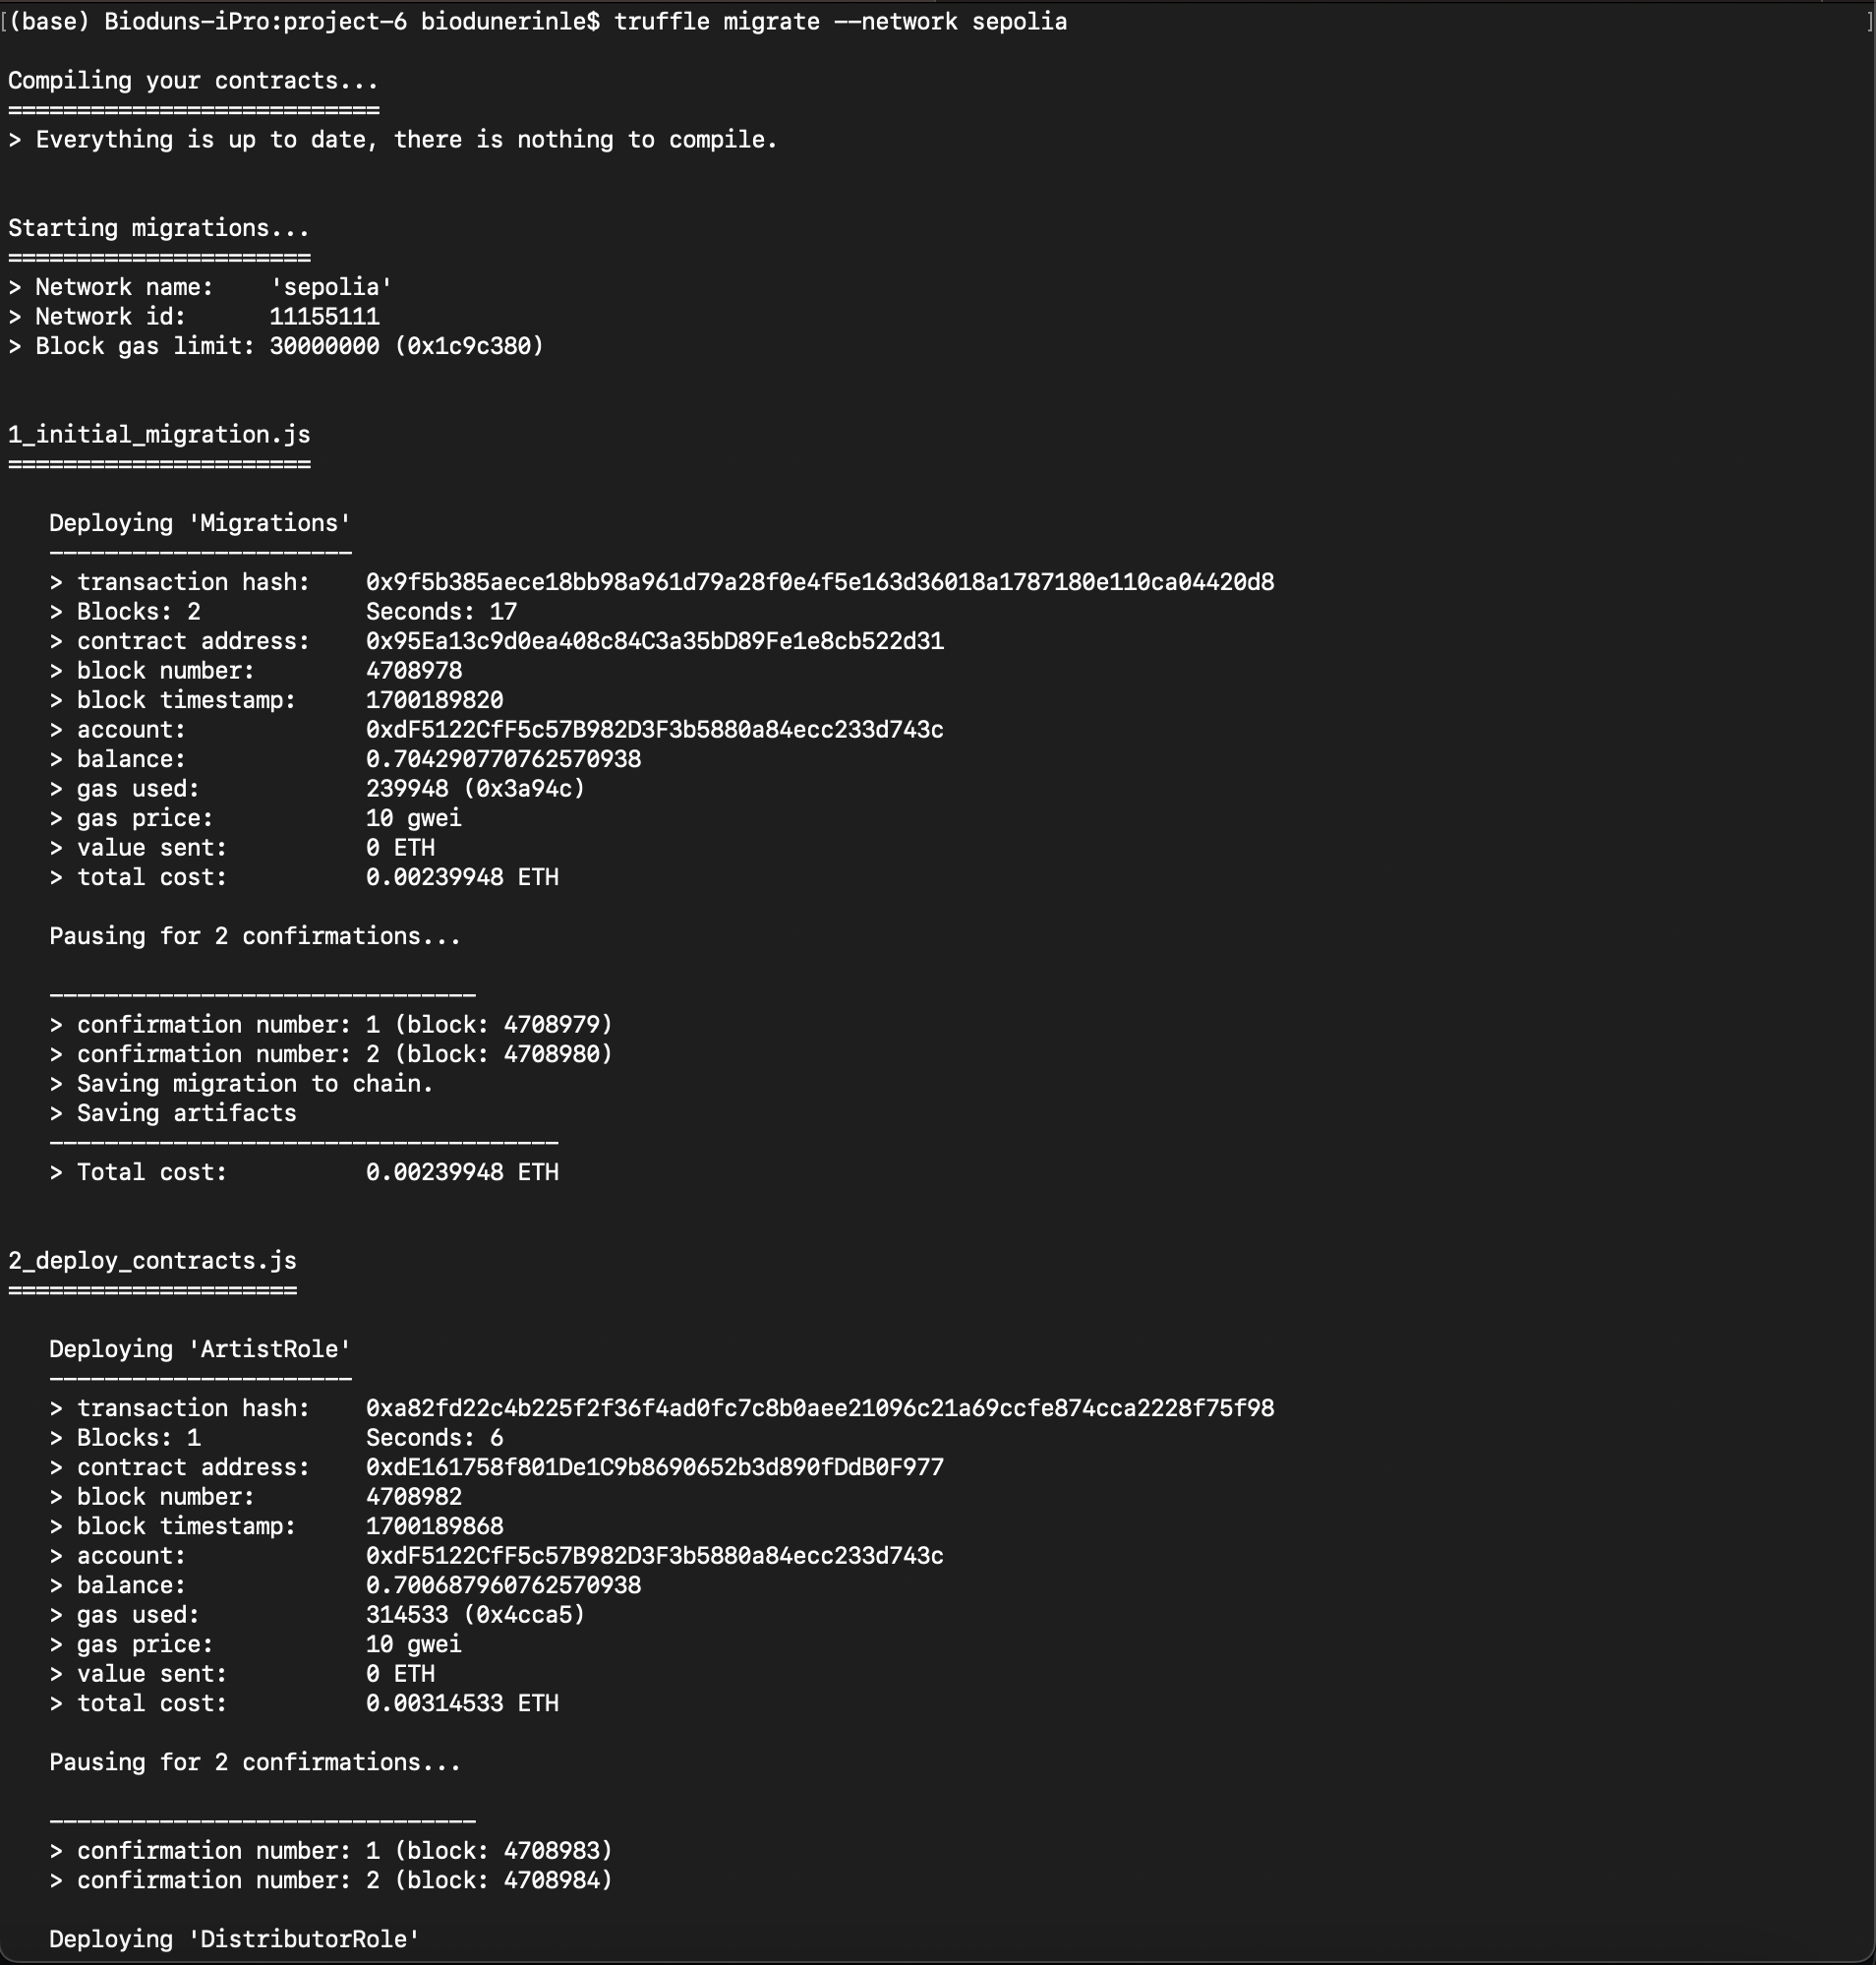 [(base) Bioduns-iPro:project-6 biodunerinle$ truffle migrate --network sepolia ]
Compiling your contracts...
===========================
> Everything is up to date, there is nothing to compile.
Starting migrations...
======================
> Network name:    'sepolia'
> Network id:      11155111
> Block gas limit: 30000000 (0x1c9c380)
1_initial_migration.js
======================
Deploying 'Migrations'
----------------------
> transaction hash:    0x9f5b385aece18bb98a961d79a28f0e4f5e163d36018a1787180e110ca04420d8
> Blocks: 2            Seconds: 17
> contract address:    0x95Ea13c9d0ea408c84C3a35bD89Fe1e8cb522d31
> block number:        4708978
> block timestamp:     1700189820
> account:             0xdF5122CfF5c57B982D3F3b5880a84ecc233d743c
> balance:             0.704290770762570938
> gas used:            239948 (0x3a94c)
> gas price:           10 gwei
> value sent:          0 ETH
> total cost:          0.00239948 ETH
Pausing for 2 confirmations...
-------------------------------
> confirmation number: 1 (block: 4708979)
> confirmation number: 2 (block: 4708980)
> Saving migration to chain.
> Saving artifacts
-------------------------------------
> Total cost:          0.00239948 ETH
2_deploy_contracts.js
=====================
Deploying 'ArtistRole'
----------------------
> transaction hash:    0xa82fd22c4b225f2f36f4ad0fc7c8b0aee21096c21a69ccfe874cca2228f75f98
> Blocks: 1            Seconds: 6
> contract address:    0xdE161758f801De1C9b8690652b3d890fDdB0F977
> block number:        4708982
> block timestamp:     1700189868
> account:             0xdF5122CfF5c57B982D3F3b5880a84ecc233d743c
> balance:             0.700687960762570938
> gas used:            314533 (0x4cca5)
> gas price:           10 gwei
> value sent:          0 ETH
> total cost:          0.00314533 ETH
Pausing for 2 confirmations...
-------------------------------
> confirmation number: 1 (block: 4708983)
> confirmation number: 2 (block: 4708984)
Deploying 'DistributorRole'